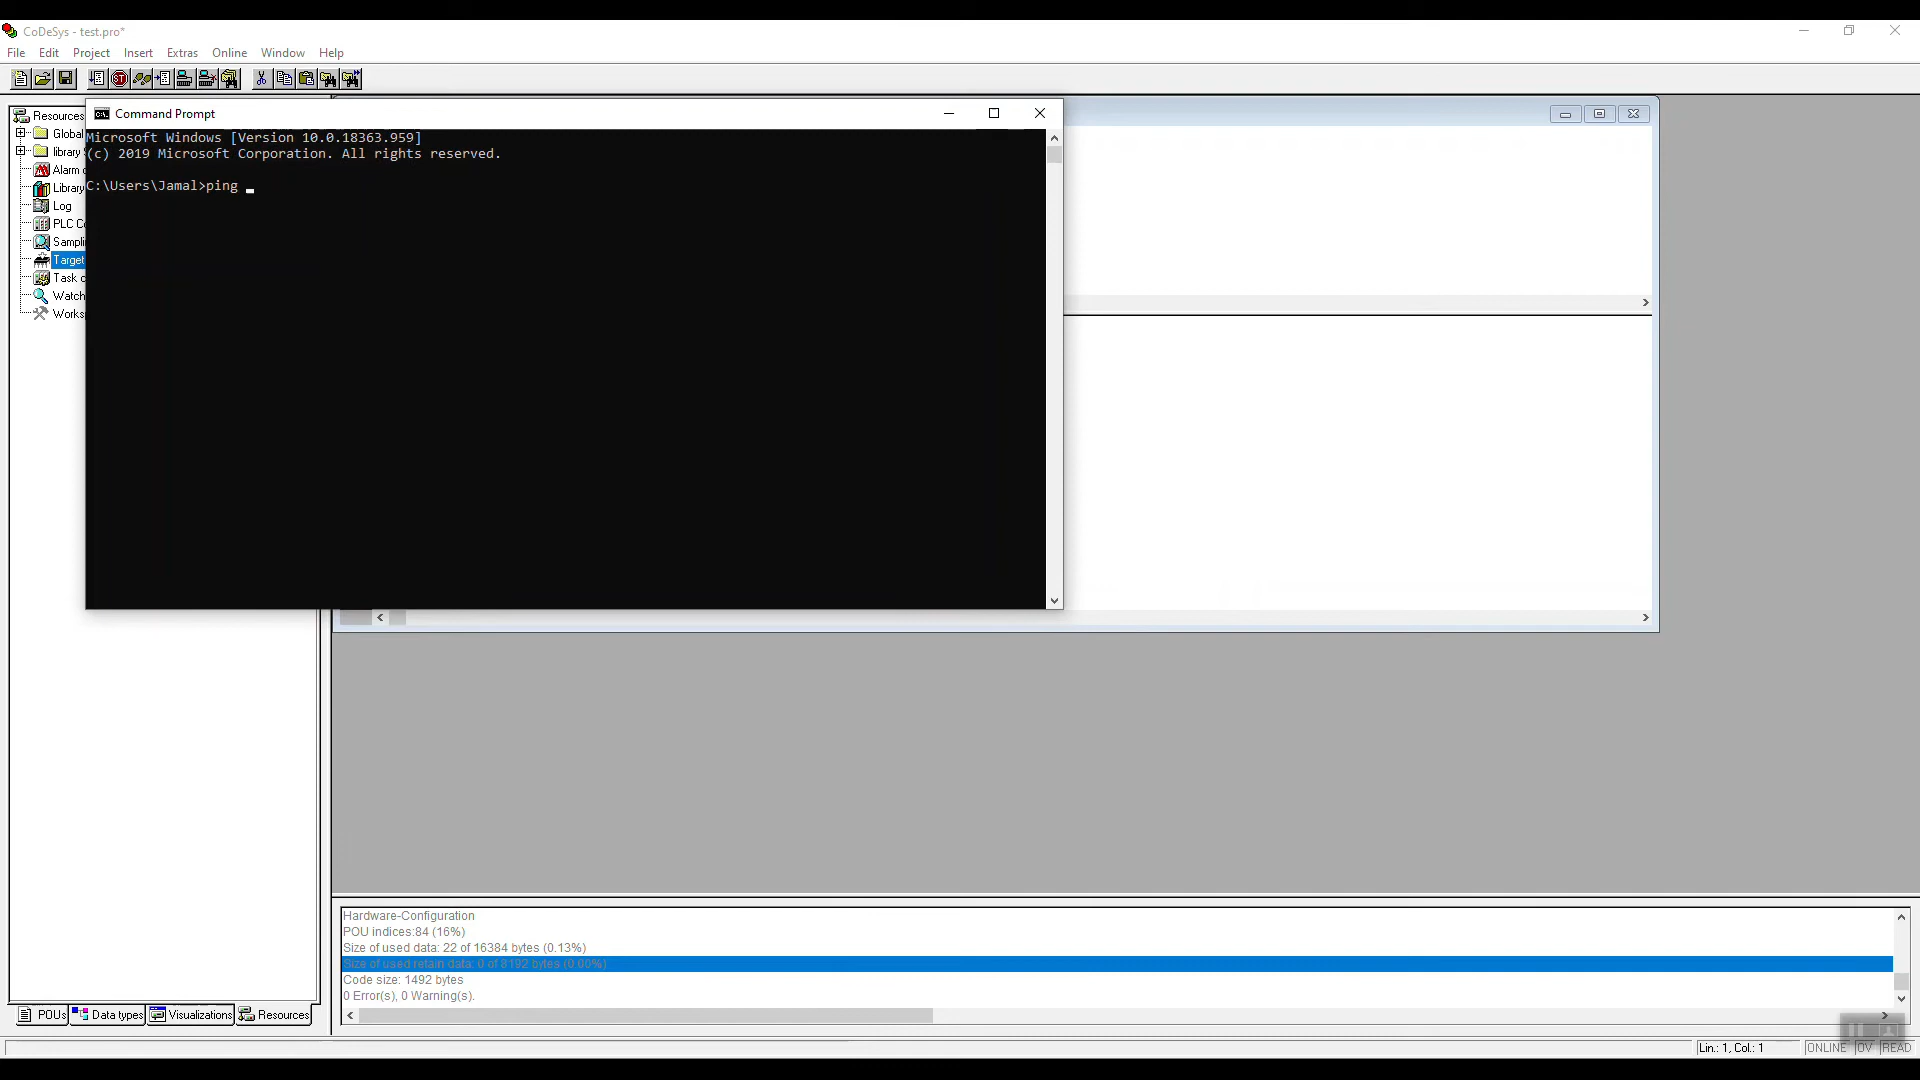 CoDeSys - test.pro*
File Edit Project Insert Extras Online Window Help
Resources
Global
library
Alarm c
Library
Log
PLC Co
Sampli
Target
Task c
Watch
Works
Command Prompt
Microsoft Windows [Version 10.0.18363.959]
(c) 2019 Microsoft Corporation. All rights reserved.
C:\Users\Jamal>ping _
Hardware-Configuration
POU indices:84 (16%)
Size of used data: 22 of 16384 bytes (0.13%)
Size of used retain data: 0 of 8192 bytes (0.00%)
Code size: 1492 bytes
0 Error(s), 0 Warning(s).
POUs Data types Visualizations Resources
Lin.: 1, Col.: 1 ONLINE OV READ